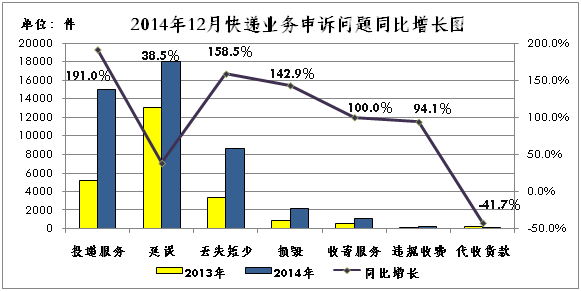 2014年12月快递业务申诉问题同比增长图
单位：件
20000
18000
16000
14000
12000
10000
8000
6000
4000
2000
0
200.0%
150.0%
100.0%
50.0%
0.0%
-50.0%
191.0%
38.5%
158.5%
142.9%
100.0%
94.1%
-41.7%
投递服务
延误
丢失短少
损毁
收寄服务
违规收费
代收货款
2013年
2014年
同比增长